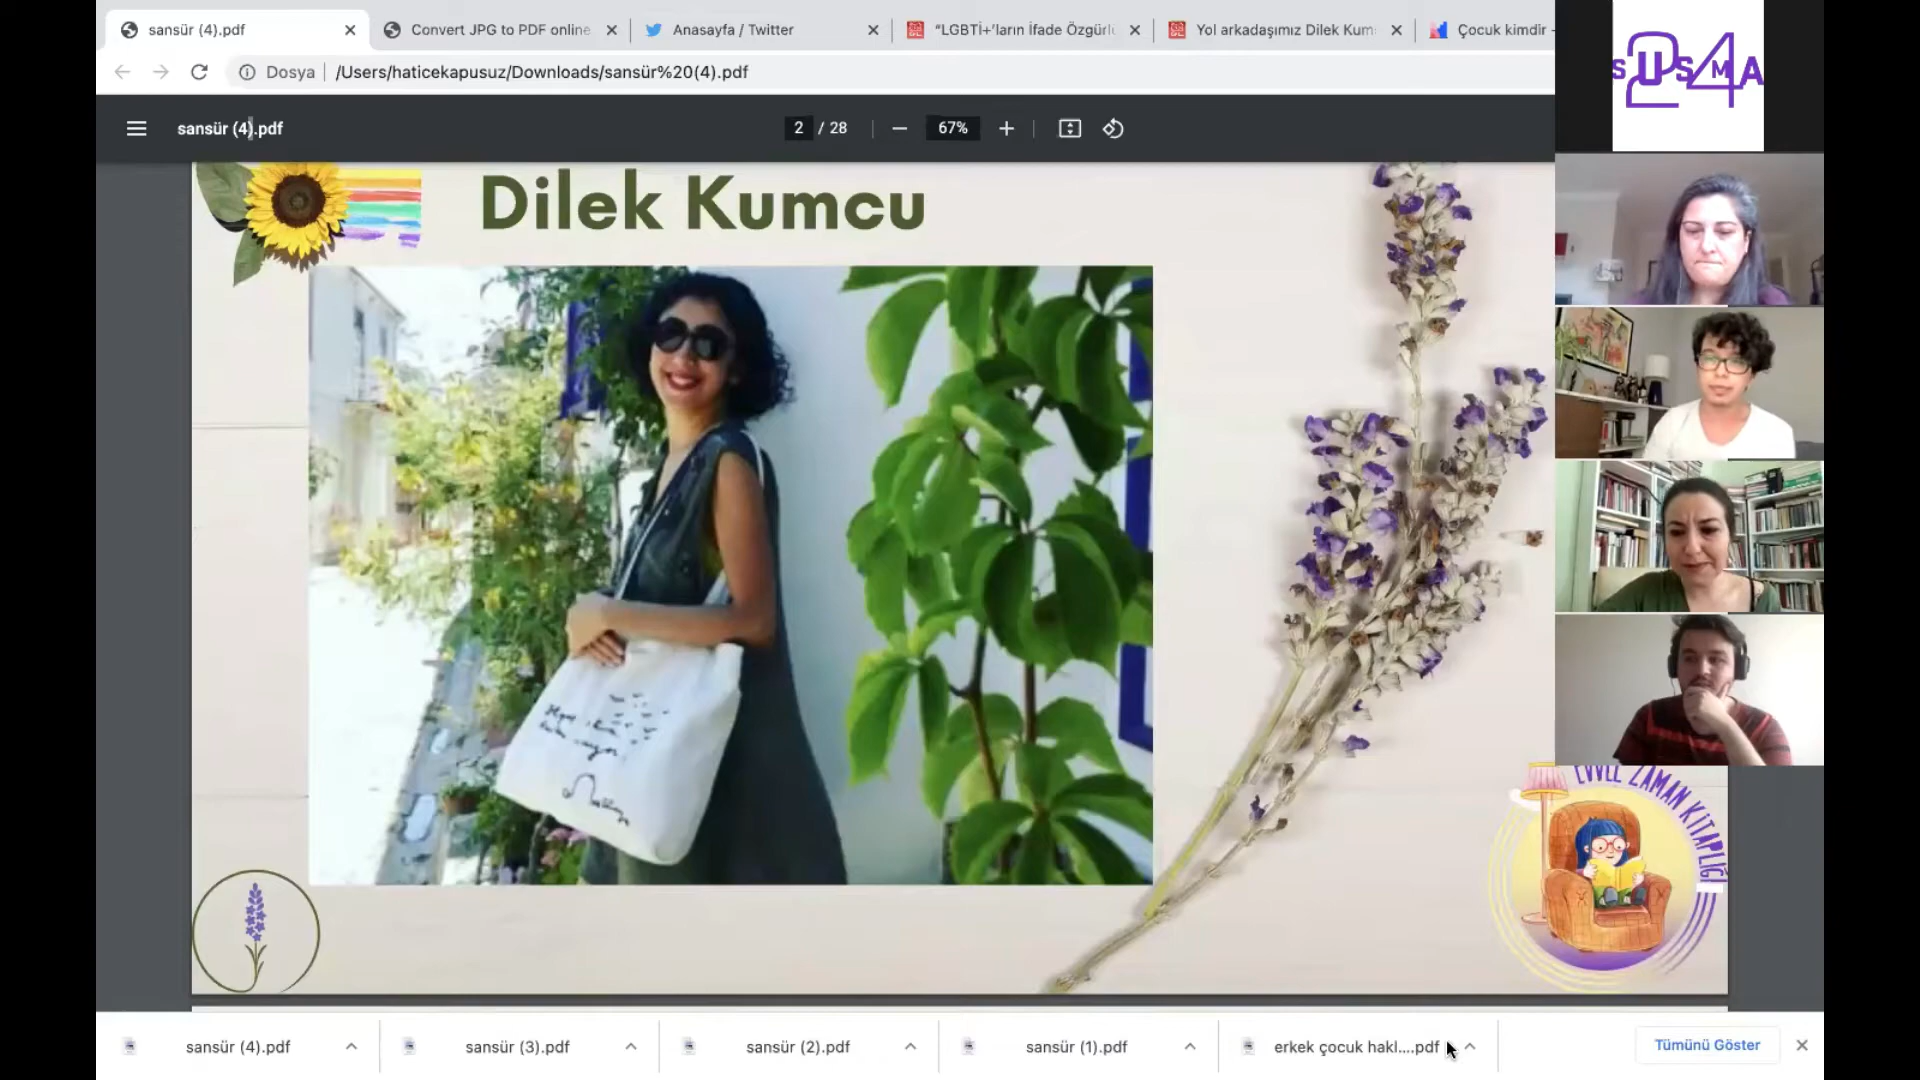 sansür (4).pdf
Convert JPG to PDF online
Anasayfa / Twitter
“LGBTİ+’ların İfade Özgürlü
Yol arkadaşımız Dilek Kum
Çocuk kimdir -
Dosya
/Users/haticekapusuz/Downloads/sansür%20(4).pdf
sansür (4).pdf
2 / 28
67%
SUSMA
24
Dilek Kumcu
EVVEL ZAMAN KİTAPLIĞI
sansür (4).pdf
sansür (3).pdf
sansür (2).pdf
sansür (1).pdf
erkek çocuk hakl....pdf
Tümünü Göster